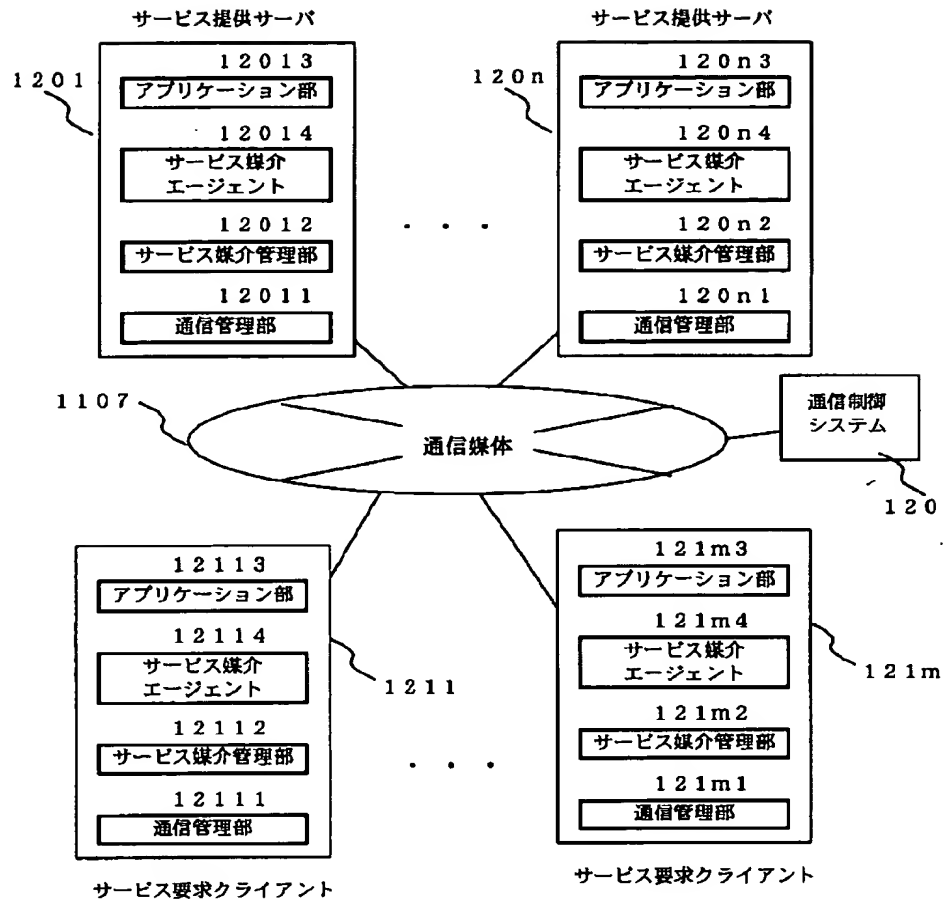 サービス提供サーバ
サービス提供サーバ
1201
12013
アプリケーション部
12014
サービス媒介
エージェント
12012
サービス媒介管理部
12011
通信管理部
. . .
120n
120n3
アプリケーション部
120n4
サービス媒介
エージェント
120n2
サービス媒介管理部
120n1
通信管理部
1107
通信媒体
通信制御
システム
120
12113
アプリケーション部
12114
サービス媒介
エージェント
1211
12112
サービス媒介管理部
12111
通信管理部
. . .
121m3
アプリケーション部
121m4
サービス媒介
エージェント
121m
121m2
サービス媒介管理部
121m1
通信管理部
サービス要求クライアント
サービス要求クライアント